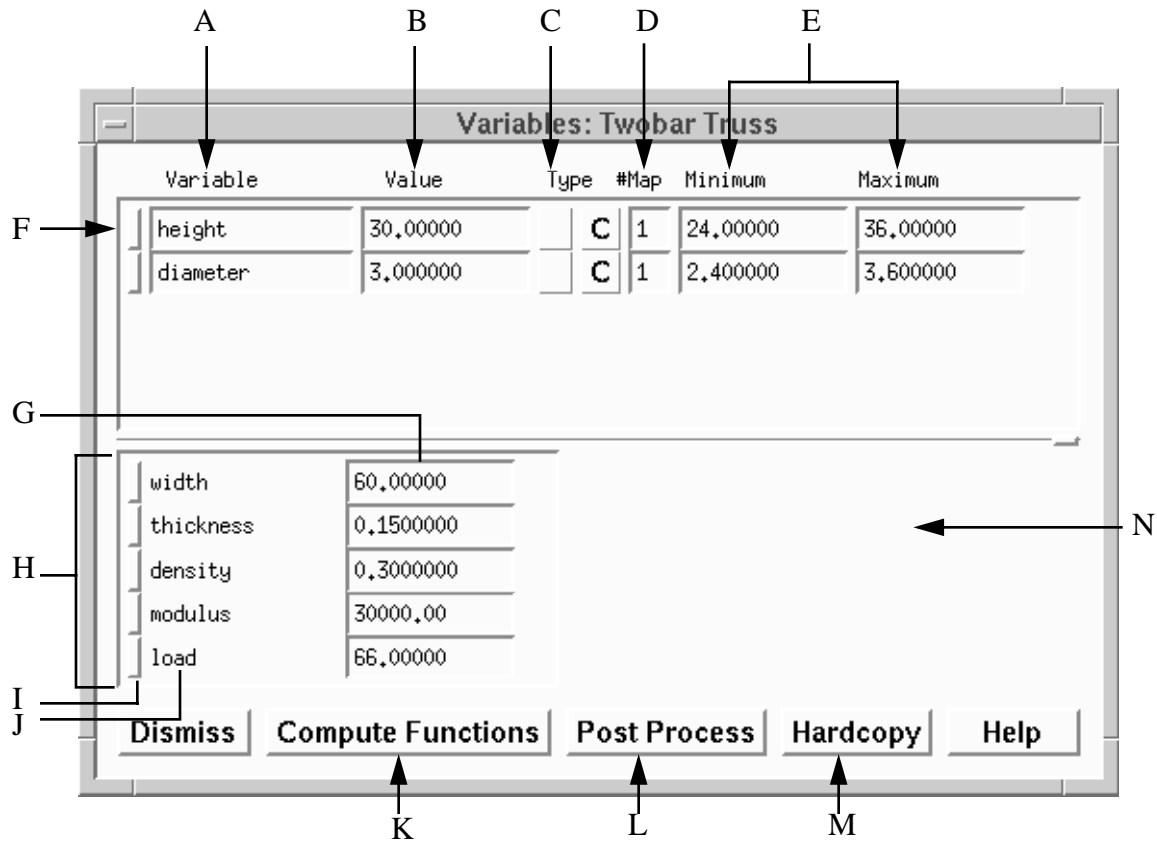 A B C D E
Variables: Twobar Truss
Variable Value Type #Map Minimum Maximum
F height 30.00000 C 1 24.00000 36.00000
diameter 3.000000 C 1 2.400000 3.600000
G
width 60.00000
thickness 0.1500000 N
H density 0.3000000
modulus 30000.00
load 66.00000
I
J
Dismiss Compute Functions Post Process Hardcopy Help
K L M